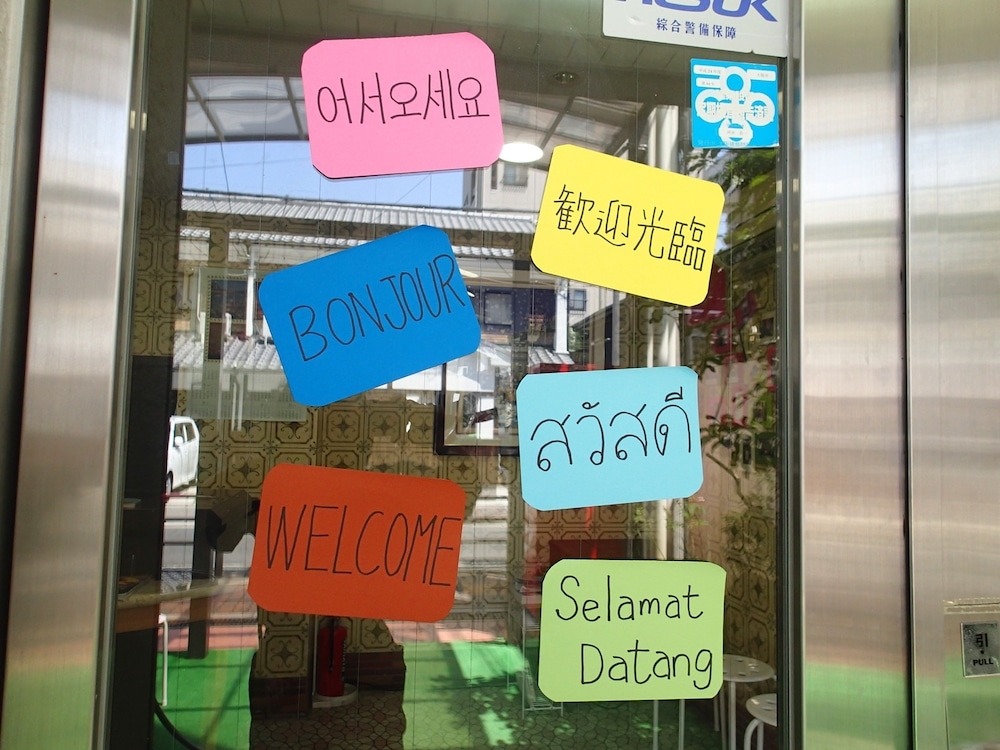 綜合警備保障
어서오세요
歡迎光臨
BONJOUR
สวัสดี
WELCOME
Selamat
Datang
引
PULL